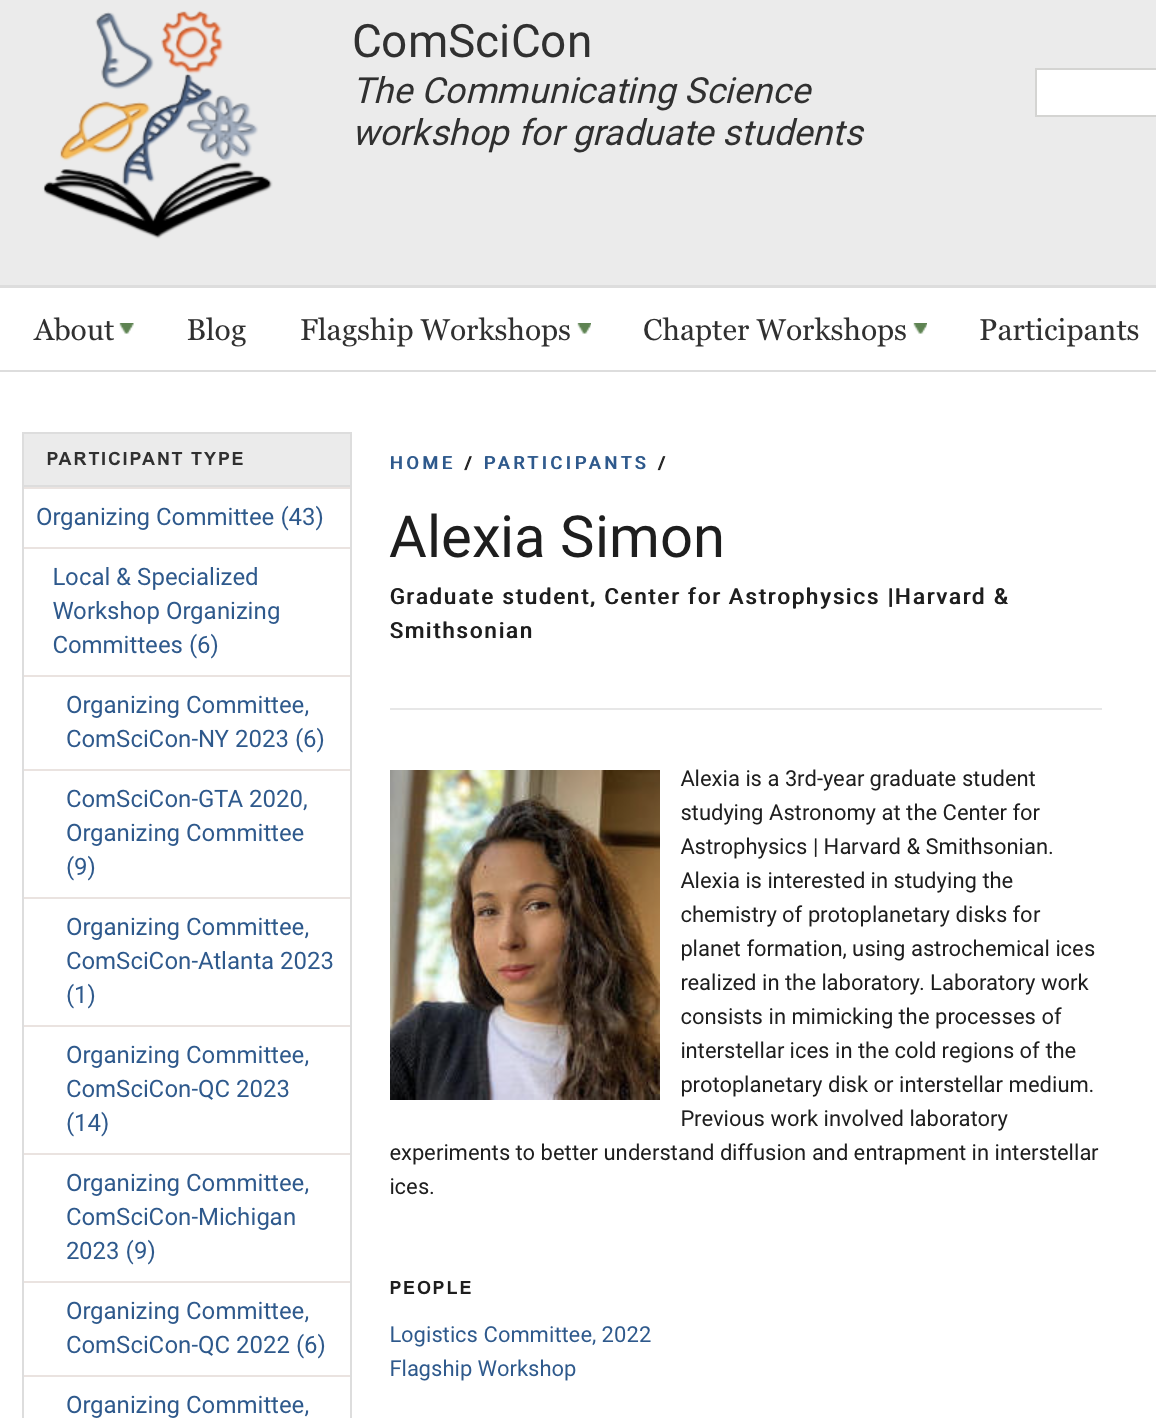 ComSciCon
The Communicating Science
workshop for graduate students
About
Blog
Flagship Workshops
Chapter Workshops
Participants
PARTICIPANT TYPE
Organizing Committee (43)
Local & Specialized
Workshop Organizing
Committees (6)
Organizing Committee,
ComSciCon-NY 2023 (6)
ComSciCon-GTA 2020,
Organizing Committee
(9)
Organizing Committee,
ComSciCon-Atlanta 2023
(1)
Organizing Committee,
ComSciCon-QC 2023
(14)
Organizing Committee,
ComSciCon-Michigan
2023 (9)
Organizing Committee,
ComSciCon-QC 2022 (6)
Organizing Committee,
HOME / PARTICIPANTS /
Alexia Simon
Graduate student, Center for Astrophysics |Harvard &
Smithsonian
Alexia is a 3rd-year graduate student
studying Astronomy at the Center for
Astrophysics | Harvard & Smithsonian.
Alexia is interested in studying the
chemistry of protoplanetary disks for
planet formation, using astrochemical ices
realized in the laboratory. Laboratory work
consists in mimicking the processes of
interstellar ices in the cold regions of the
protoplanetary disk or interstellar medium.
Previous work involved laboratory
experiments to better understand diffusion and entrapment in interstellar
ices.
PEOPLE
Logistics Committee, 2022
Flagship Workshop